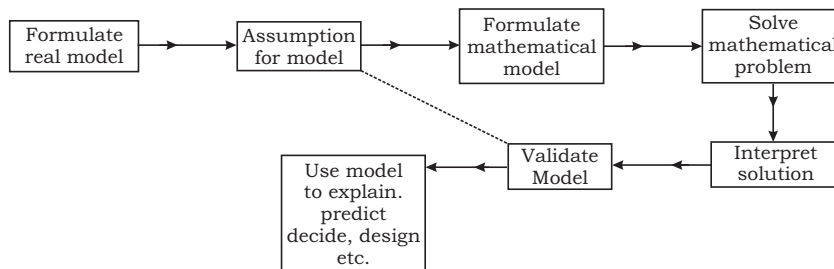 Formulate
real model
Assumption
for model
Formulate
mathematical
model
Solve
mathematical
problem
Interpret
solution
Validate
Model
Use model
to explain.
predict
decide, design
etc.